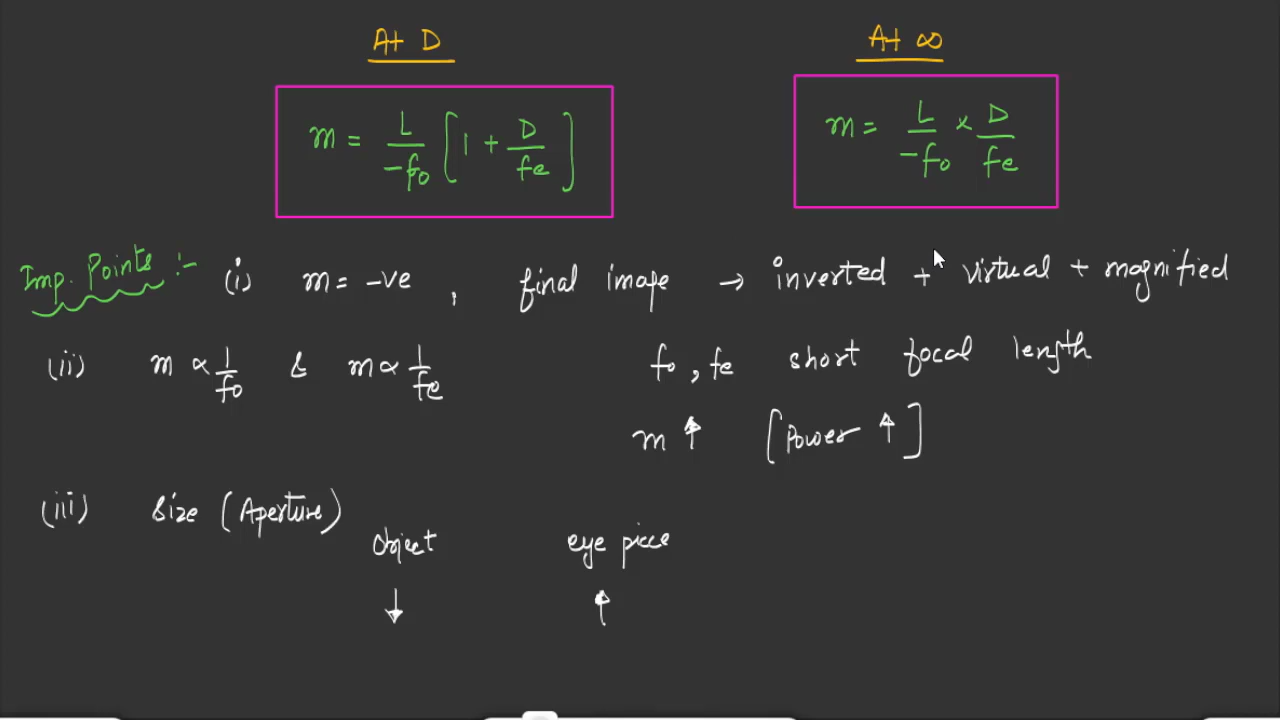 At D
At ∞
m = L/-fo [1 + D/fe]
m = L/-fo × D/fe
Imp. Points :- (i) m = -ve , final image → inverted + virtual + magnified
(ii) m ∝ 1/fo & m ∝ 1/fe fo, fe short focal length
m ↑ [Power ↑]
(iii) Size (Aperture)
Object eye piece
↓ ↑